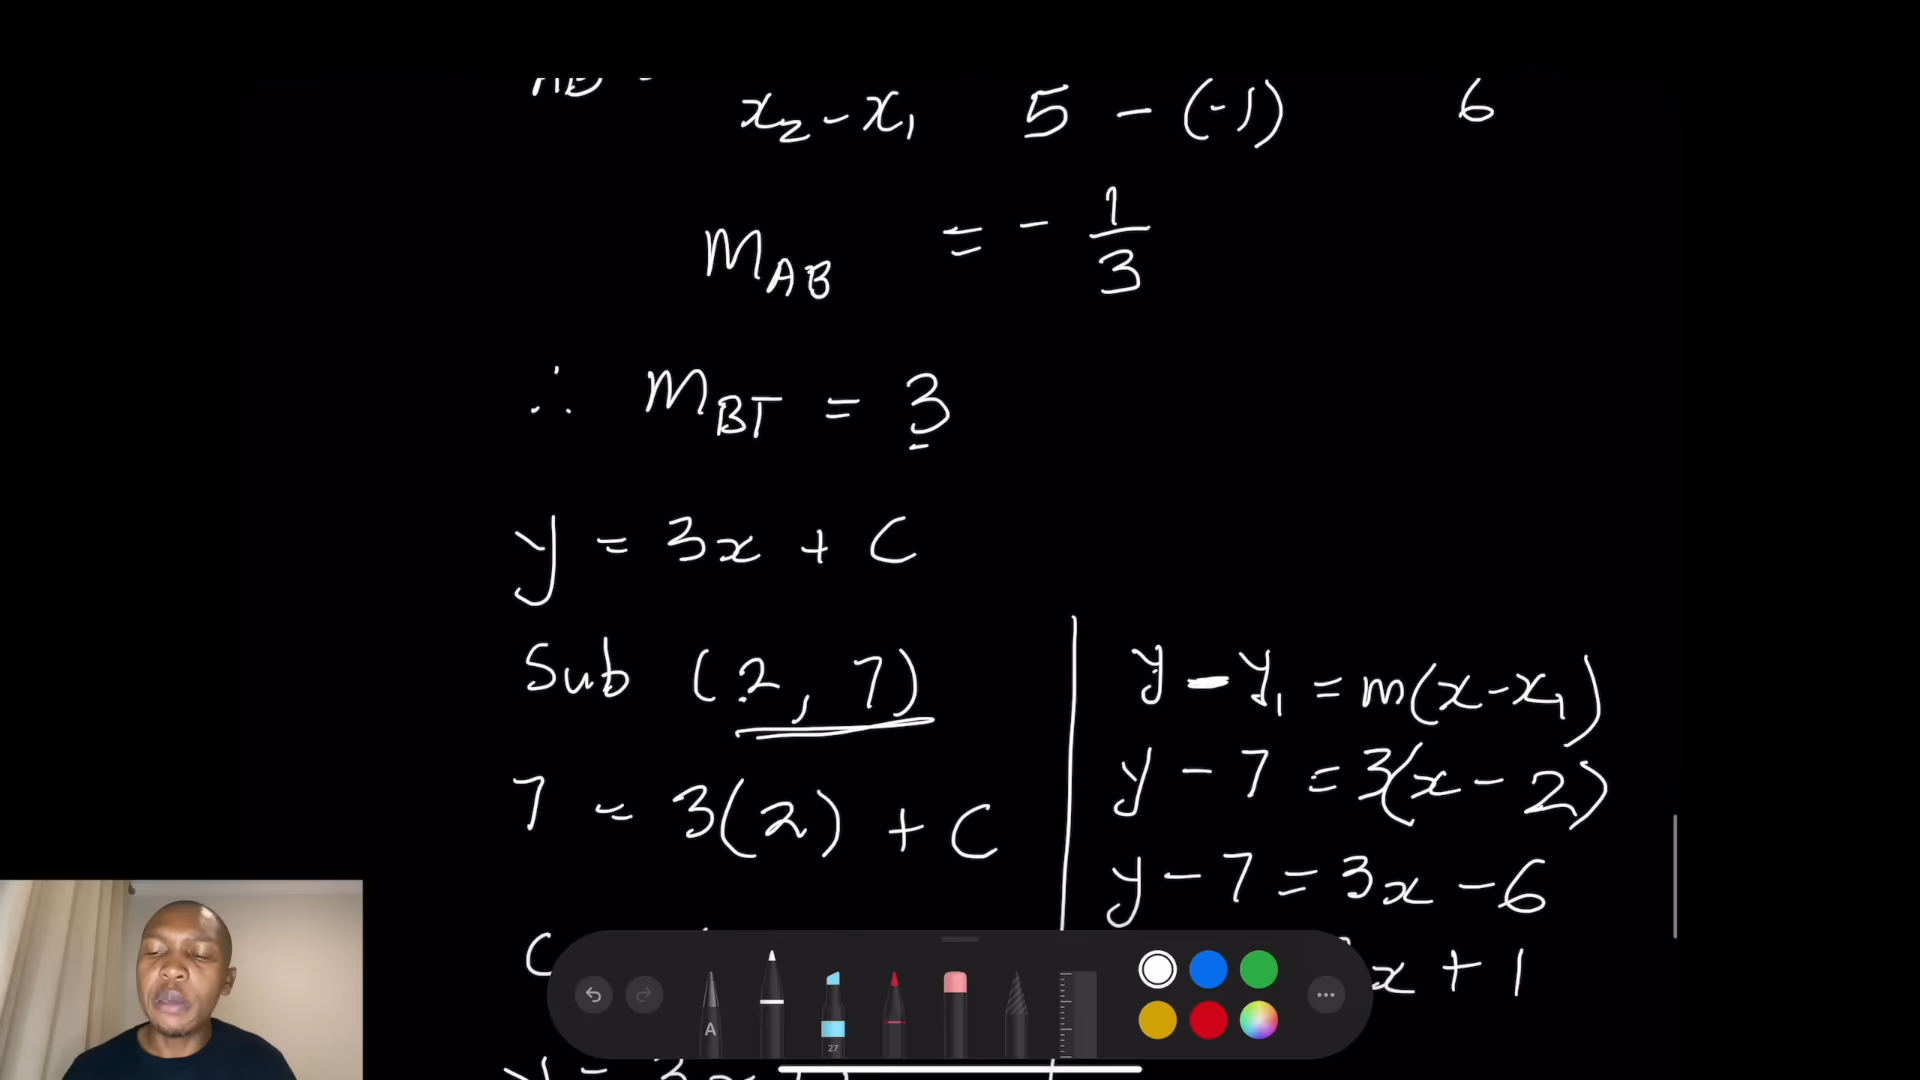 x₂ - x₁ 5 - (-1) 6
m_AB = - 1/3
∴ m_BT = 3
y = 3x + C
Sub (2, 7)
7 = 3(2) + C
y - y₁ = m(x - x₁)
y - 7 = 3(x - 2)
y - 7 = 3x - 6
x + 1
C
A
27